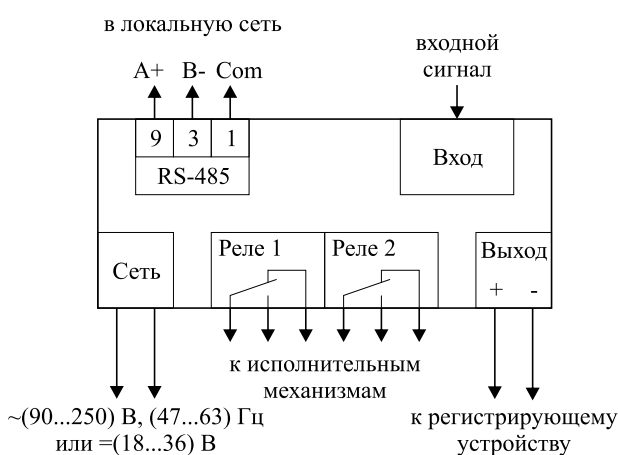 в локальную сеть
A+ B- Com
входной
сигнал
9 3 1
RS-485
Вход
Сеть
Реле 1
Реле 2
Выход
+ -
к исполнительным
механизмам
~(90...250) В, (47...63) Гц
или =(18...36) В
к регистрирующему
устройству